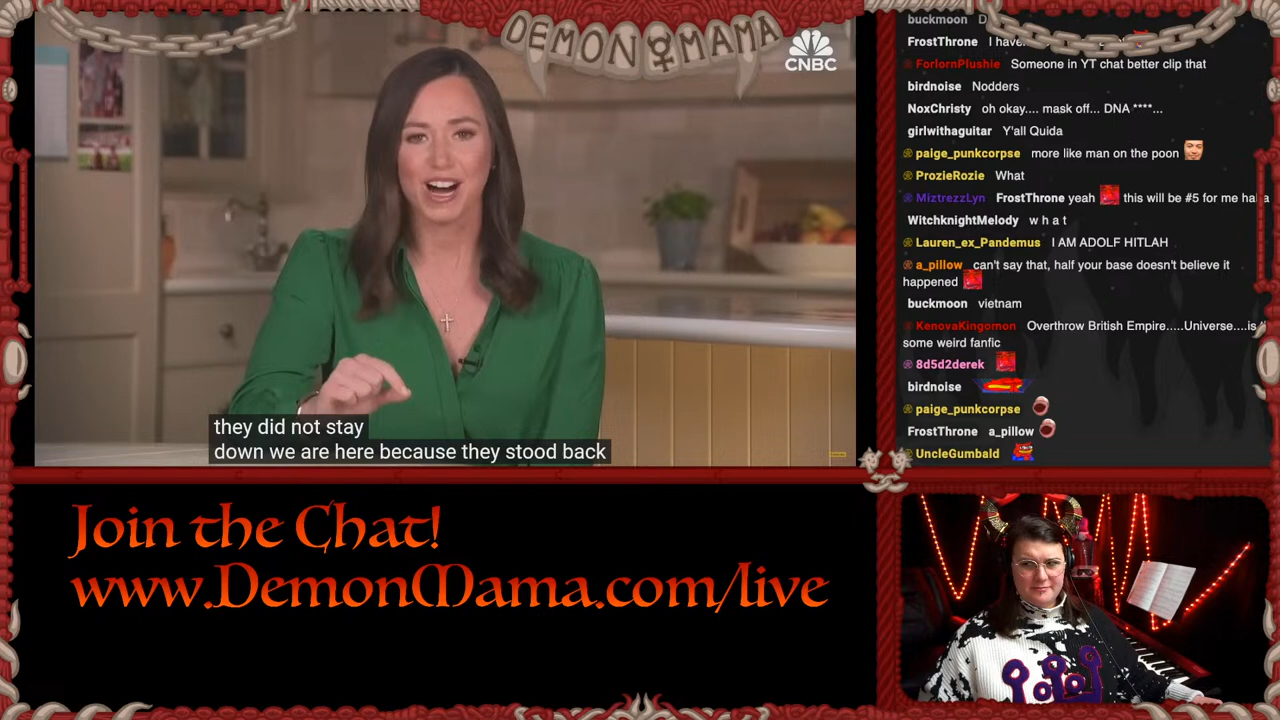 DEMON MAMA
CNBC
they did not stay
down we are here because they stood back
buckmoon D
FrostThrone I have
ForlornPlushie Someone in YT chat better clip that
birdnoise Nodders
NoxChristy oh okay.... mask off... DNA ****...
girlwithaguitar Y'all Quida
paige_punkcorpse more like man on the poon
ProzieRozie What
MiztrezzLyn FrostThrone yeah this will be #5 for me ha a
WitchknightMelody w h a t
Lauren_ex_Pandemus I AM ADOLF HITLAH
a_pillow can't say that, half your base doesn't believe it
happened
buckmoon vietnam
KenovaKingomon Overthrow British Empire.....Universe....is
some weird fanfic
8d5d2derek
birdnoise
paige_punkcorpse
FrostThrone a_pillow
UncleGumbald
Join the Chat!
www.DemonMama.com/live